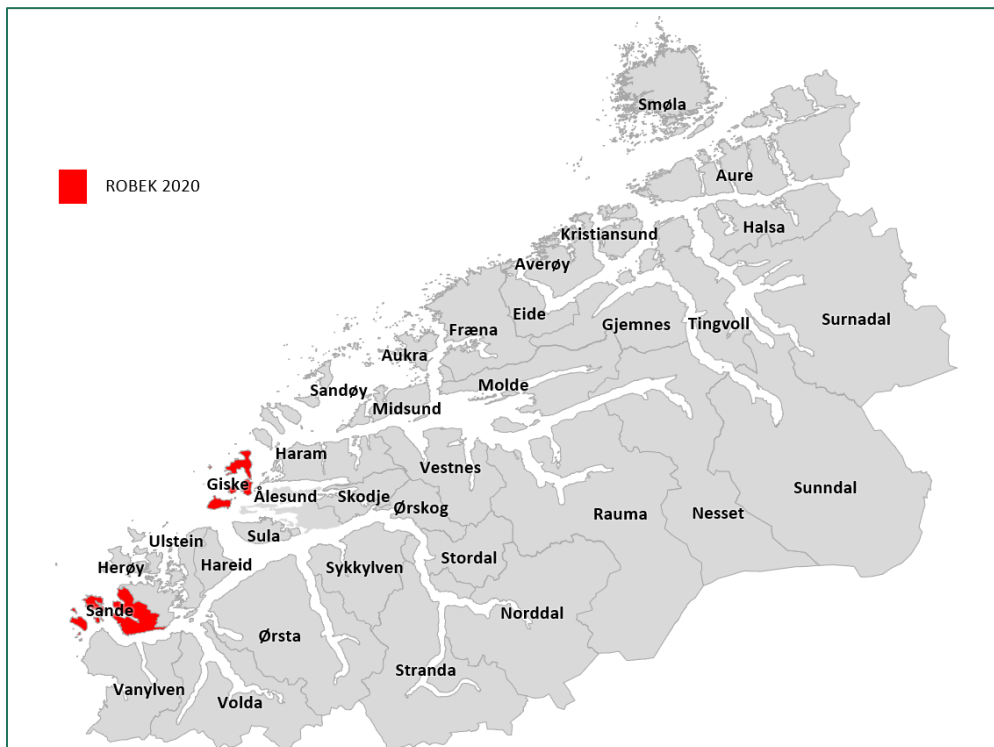 Smøla
ROBEK 2020
Aure
Halsa
Kristiansund
Averøy
Eide
Fræna
Gjemnes
Tingvoll
Surnadal
Aukra
Sandøy
Molde
Midsund
Haram
Vestnes
Giske
Ålesund
Skodje
Ørskog
Sunndal
Rauma
Nesset
Ulstein
Sula
Hareid
Herøy
Sykkylven
Stordal
Sande
Norddal
Ørsta
Stranda
Vanylven
Volda